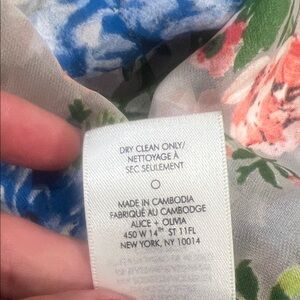 DRY CLEAN ONLY/
NETTOYAGE À
SEC SEULEMENT
MADE IN CAMBODIA
FABRIQUÉ AU CAMBODGE
ALICE + OLIVIA
450 W 14TH ST 11FL
NEW YORK, NY 10014